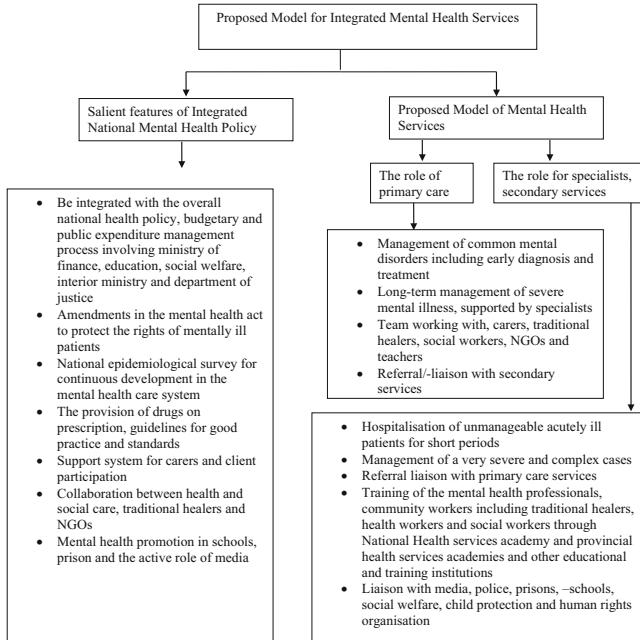 Proposed Model for Integrated Mental Health Services
Salient features of Integrated
National Mental Health Policy
Proposed Model of Mental Health
Services
The role of
primary care
The role for specialists,
secondary services
• Be integrated with the overall
national health policy, budgetary and
public expenditure management
process involving ministry of
finance, education, social welfare,
interior ministry and department of
justice
• Amendments in the mental health act
to protect the rights of mentally ill
patients
• National epidemiological survey for
continuous development in the
mental health care system
• The provision of drugs on
prescription, guidelines for good
practice and standards
• Support system for carers and client
participation
• Collaboration between health and
social care, traditional healers and
NGOs
• Mental health promotion in schools,
prison and the active role of media
• Management of common mental
disorders including early diagnosis and
treatment
• Long-term management of severe
mental illness, supported by specialists
• Team working with, carers, traditional
healers, social workers, NGOs and
teachers
• Referral/-liaison with secondary
services
• Hospitalisation of unmanageable acutely ill
patients for short periods
• Management of a very severe and complex cases
• Referral liaison with primary care services
• Training of the mental health professionals,
community workers including traditional healers,
health workers and social workers through
National Health services academy and provincial
health services academies and other educational
and training institutions
• Liaison with media, police, prisons, –schools,
social welfare, child protection and human rights
organisation